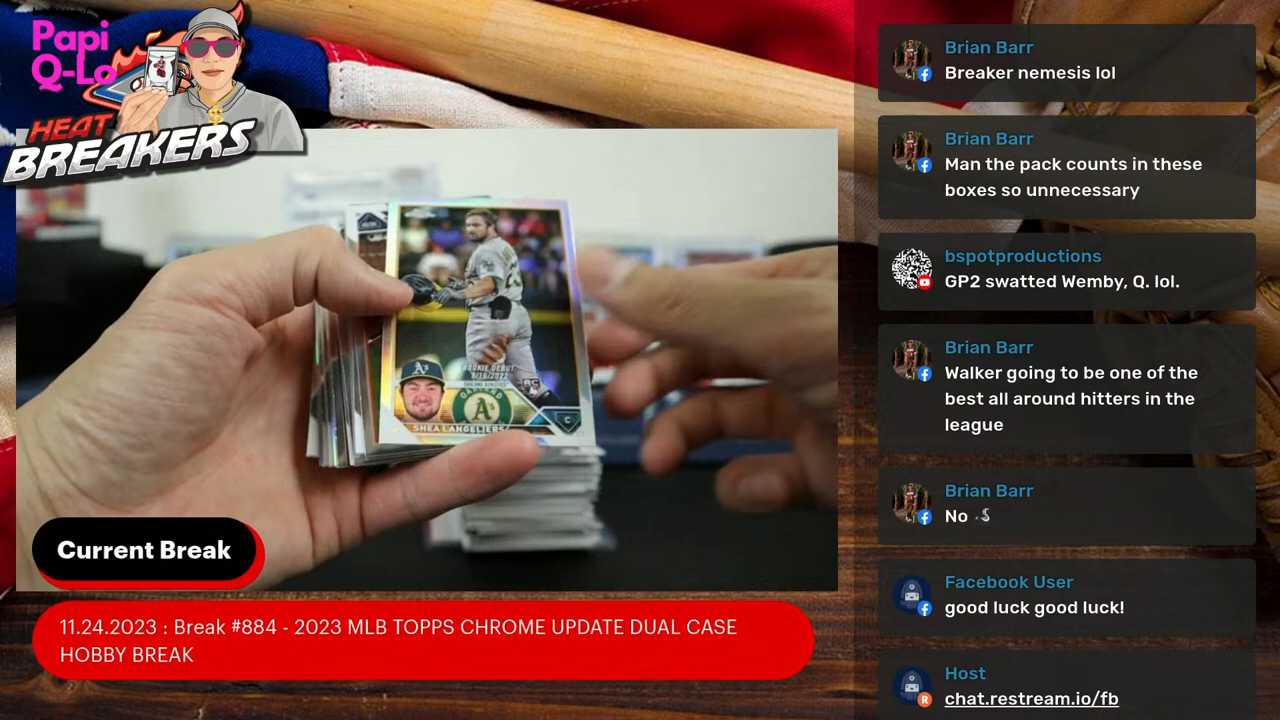 Papi
Q-Lo
HEAT
BREAKERS
ROOKIE DEBUT
OAKLAND ATHLETICS
RC
OAKLAND
A's
A's
C
SHEA LANGELIERS
Current Break
11.24.2023 : Break #884 - 2023 MLB TOPPS CHROME UPDATE DUAL CASE
HOBBY BREAK
Brian Barr
Breaker nemesis lol
Brian Barr
Man the pack counts in these
boxes so unnecessary
bspotproductions
GP2 swatted Wemby, Q. lol.
Brian Barr
Walker going to be one of the
best all around hitters in the
league
Brian Barr
No
Facebook User
good luck good luck!
Host
chat.restream.io/fb